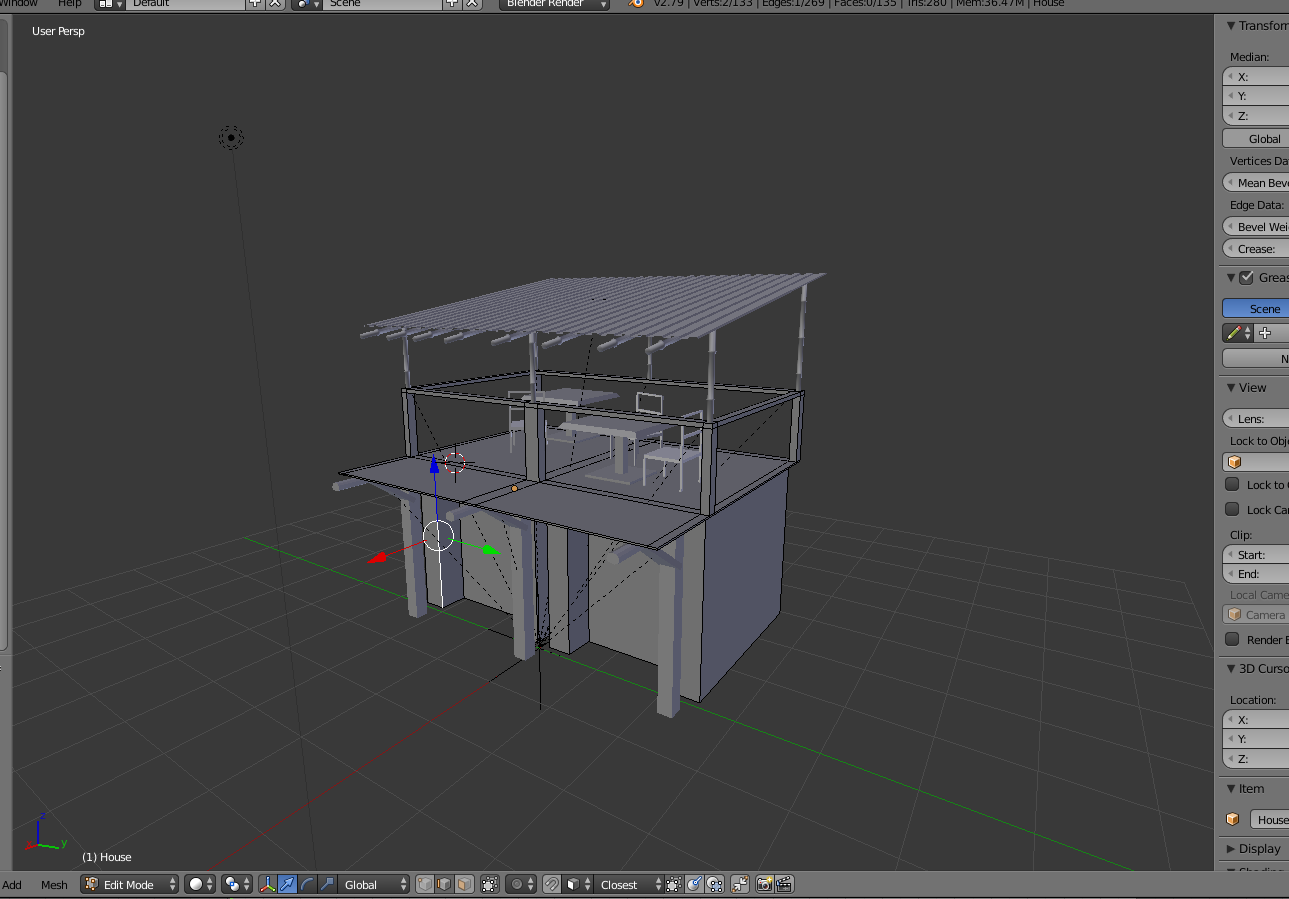 Window Help Default Scene Blender Render v2.79 | Verts:2/133 | Edges:1/269 | Faces:0/135 | Tris:280 | Mem:36.47M | House
User Persp
Transform
Median:
X:
Y:
Z:
Global
Vertices Da
Mean Beve
Edge Data:
Bevel Wei
Crease:
Greas
Scene
N
View
Lens:
Lock to Obje
Lock to C
Lock Car
Clip:
Start:
End:
Local Came
Camera
Render B
3D Curso
Location:
X:
Y:
Z:
Item
House
Display
z
y
x
(1) House
Add Mesh Edit Mode Global Closest